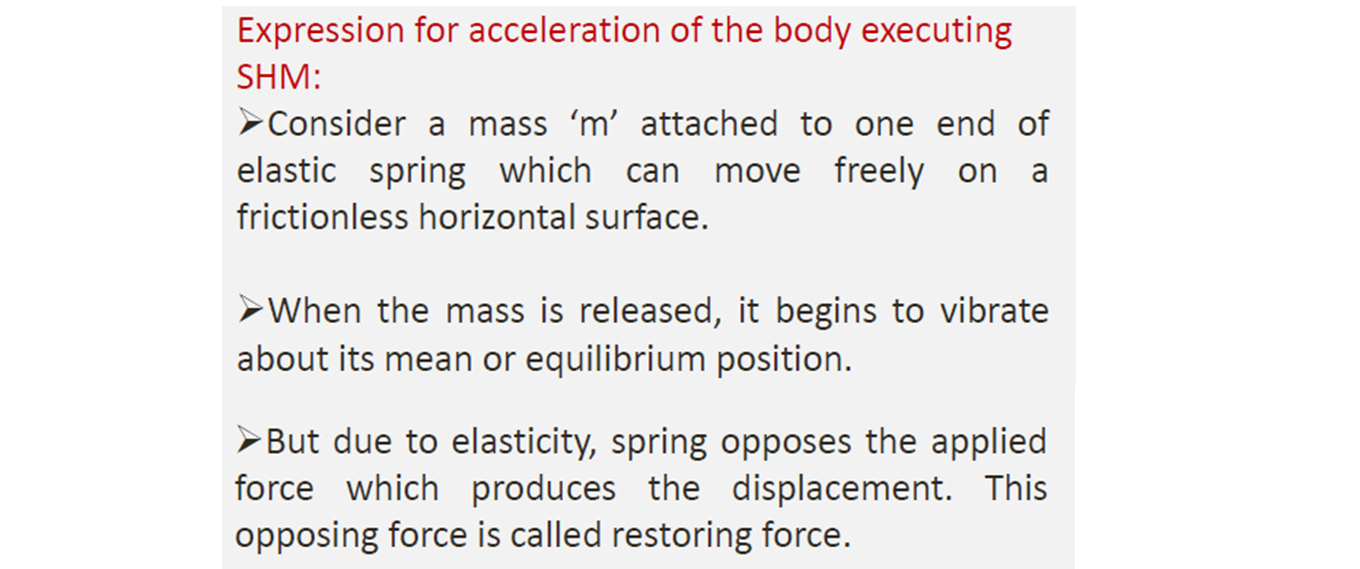 Expression for acceleration of the body executing
SHM:
➢Consider a mass ‘m’ attached to one end of
elastic spring which can move freely on a
frictionless horizontal surface.
➢When the mass is released, it begins to vibrate
about its mean or equilibrium position.
➢But due to elasticity, spring opposes the applied
force which produces the displacement. This
opposing force is called restoring force.